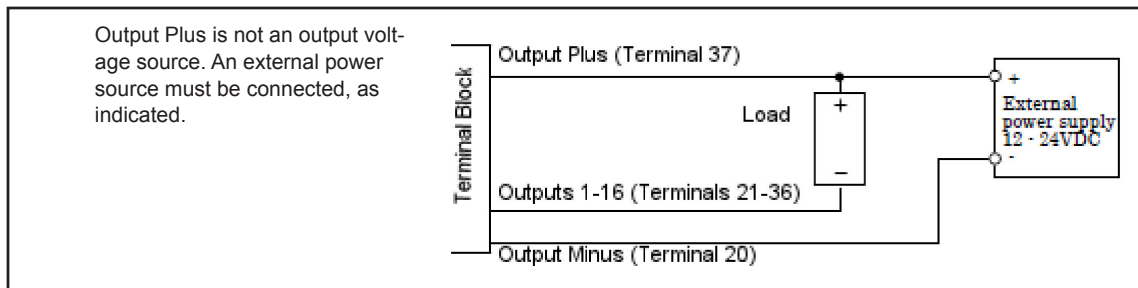 Output Plus is not an output volt-
age source. An external power
source must be connected, as
indicated.
Terminal Block
Output Plus (Terminal 37)
Load
+
−
+
External
power supply
12 - 24VDC
-
Outputs 1-16 (Terminals 21-36)
Output Minus (Terminal 20)